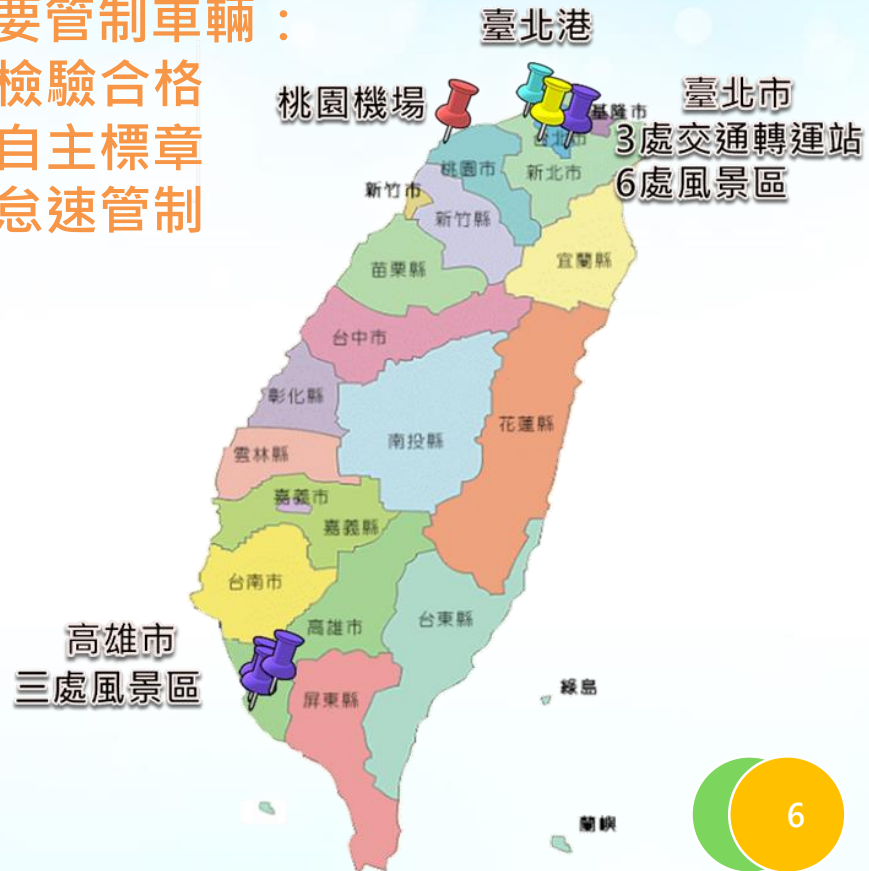 要管制車輛：
檢驗合格
自主標章
怠速管制
臺北港
桃園機場
臺北市
3處交通轉運站
6處風景區
基隆市
台北市
桃園市
新北市
新竹市
新竹縣
宜蘭縣
苗栗縣
台中市
彰化縣
花蓮縣
南投縣
雲林縣
嘉義市
嘉義縣
台南市
台東縣
高雄市
高雄市
三處風景區
屏東縣
綠島
蘭嶼
6